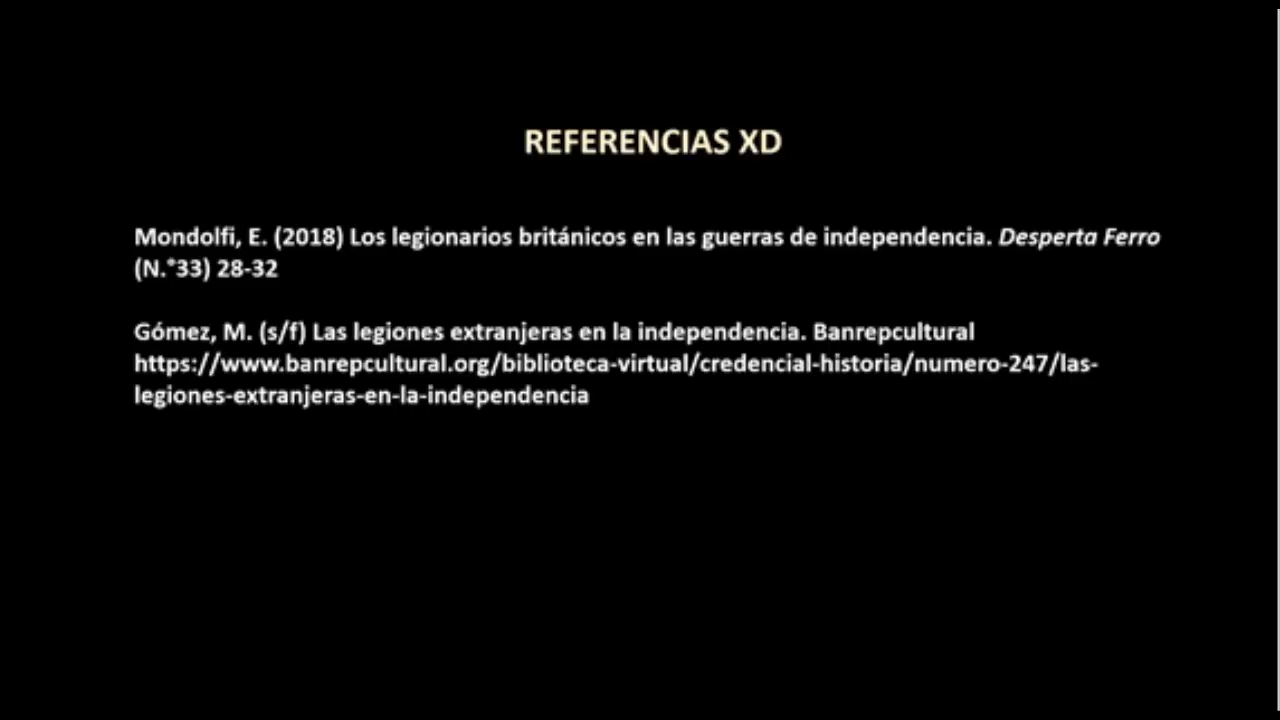 REFERENCIAS XD
Mondolfi, E. (2018) Los legionarios británicos en las guerras de independencia. Desperta Ferro
(N.°33) 28-32
Gómez, M. (s/f) Las legiones extranjeras en la independencia. Banrepcultural
https://www.banrepcultural.org/biblioteca-virtual/credencial-historia/numero-247/las-
legiones-extranjeras-en-la-independencia